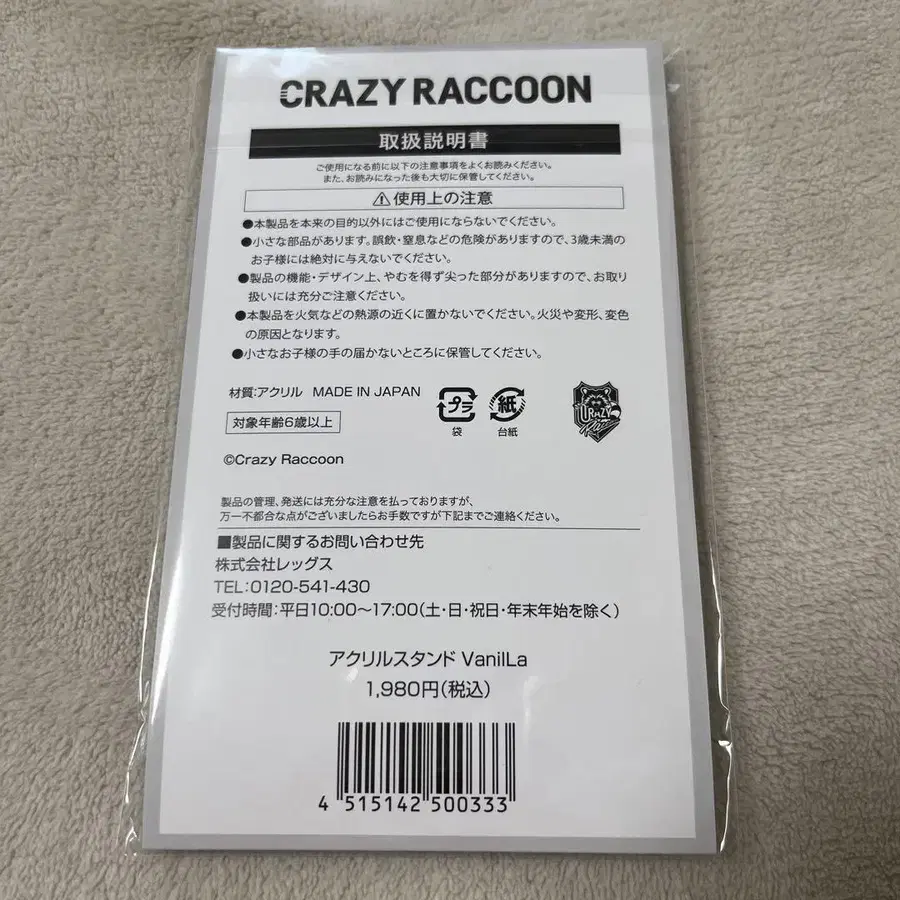 CRAZY RACCOON
取扱説明書
ご使用になる前に以下の注意事項をよくお読みください。
また、お読みになった後も大切に保管してください。
⚠使用上の注意
●本製品を本来の目的以外にはご使用にならないでください。
●小さな部品があります。誤飲・窒息などの危険がありますので、3歳未満の
お子様には絶対に与えないでください。
●製品の機能・デザイン上、やむを得ず尖った部分がありますので、お取り
扱いには充分ご注意ください。
●本製品を火気などの熱源の近くに置かないでください。火災や変形、変色
の原因となります。
●小さなお子様の手の届かないところに保管してください。
材質:アクリル MADE IN JAPAN
プラ
袋
紙
台紙
CRAZY
対象年齢6歳以上
©Crazy Raccoon
製品の管理、発送には充分な注意を払っておりますが、
万一不都合な点がございましたらお手数ですが下記までご連絡ください。
■製品に関するお問い合わせ先
株式会社レッグス
TEL:0120-541-430
受付時間:平日10:00〜17:00(土・日・祝日・年末年始を除く)
アクリルスタンド VanilLa
1,980円(税込)
4 515142 500333